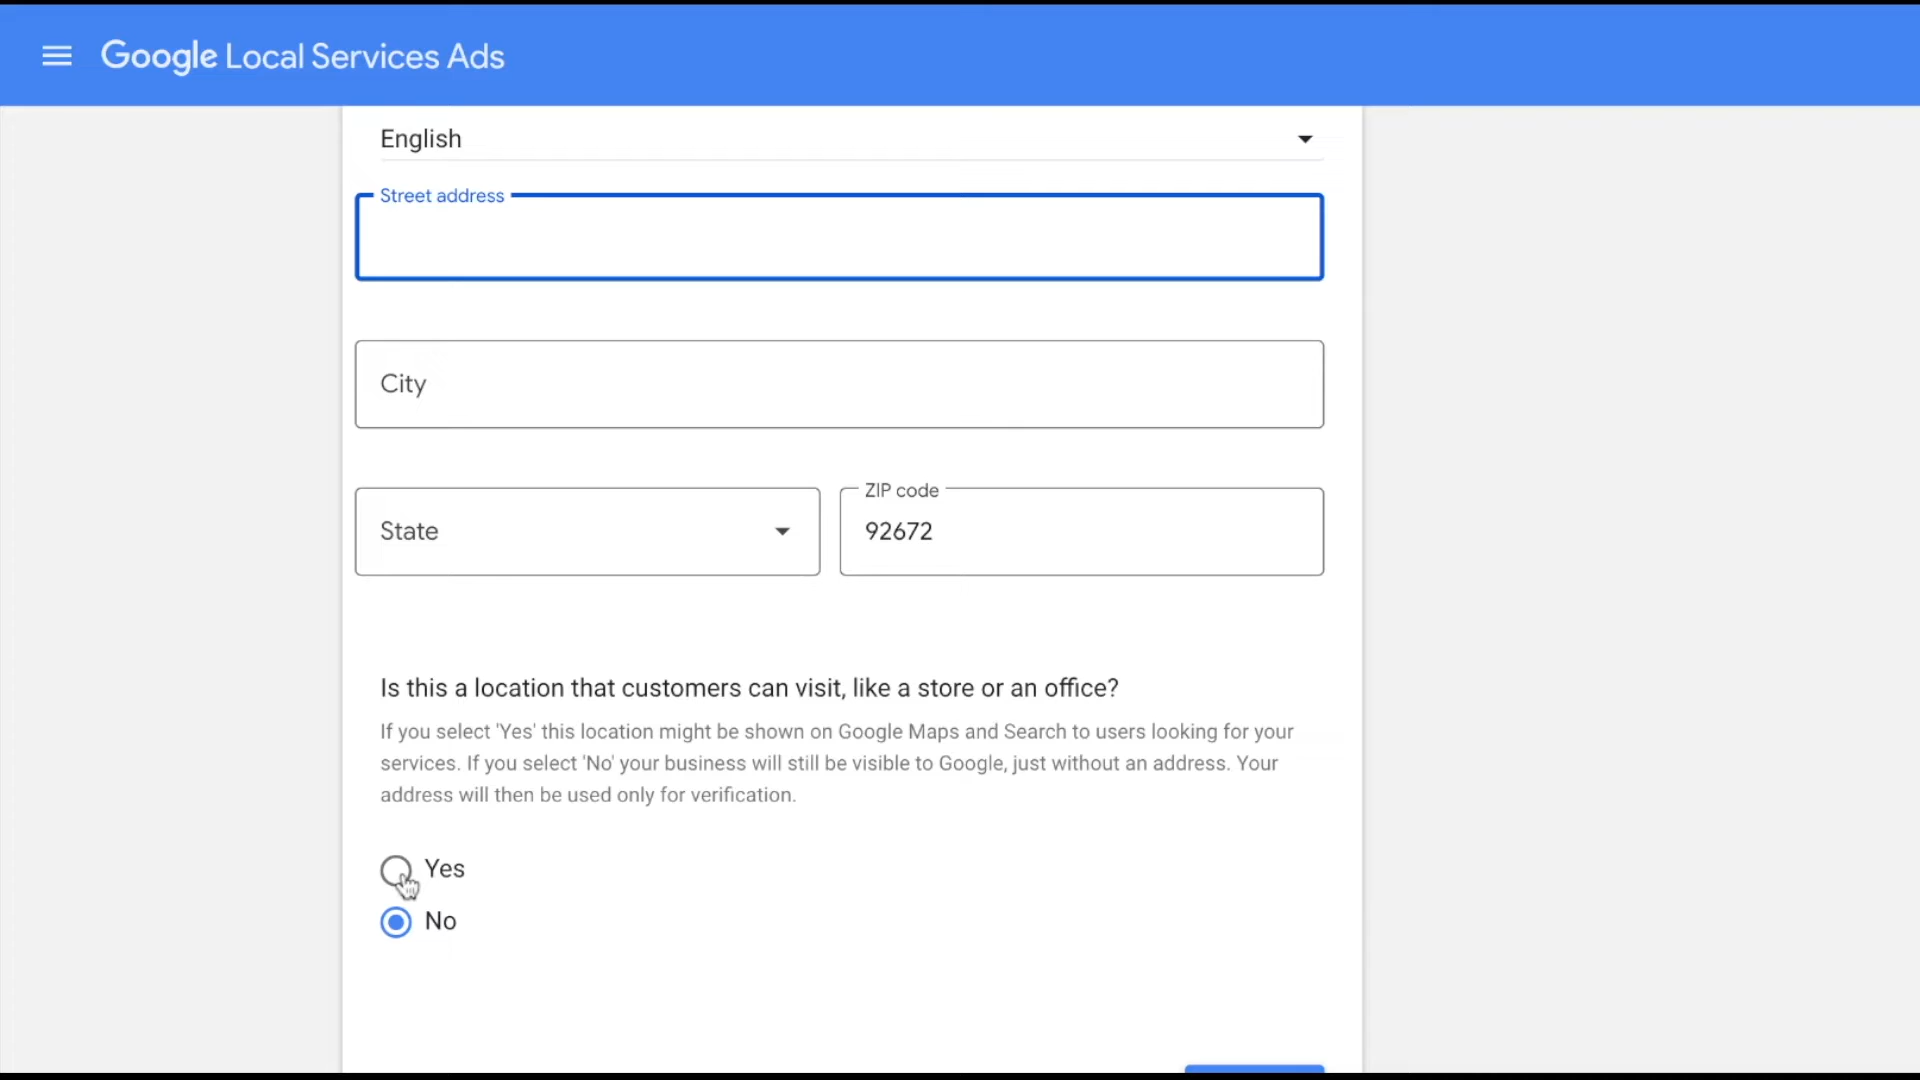 Google Local Services Ads
English
Street address
City
State
ZIP code
92672
Is this a location that customers can visit, like a store or an office?
If you select 'Yes' this location might be shown on Google Maps and Search to users looking for your
services. If you select 'No' your business will still be visible to Google, just without an address. Your
address will then be used only for verification.
Yes
No